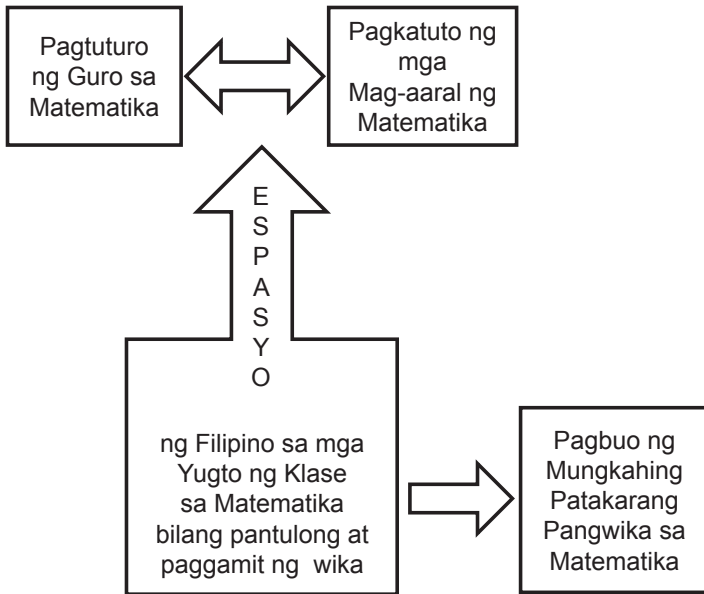 Pagtuturo
ng Guro sa
Matematika
Pagkatuto ng
mga
Mag-aaral ng
Matematika
E
S
P
A
S
Y
O
ng Filipino sa mga
Yugto ng Klase
sa Matematika
bilang pantulong at
paggamit ng wika
Pagbuo ng
Mungkahing
Patakarang
Pangwika sa
Matematika